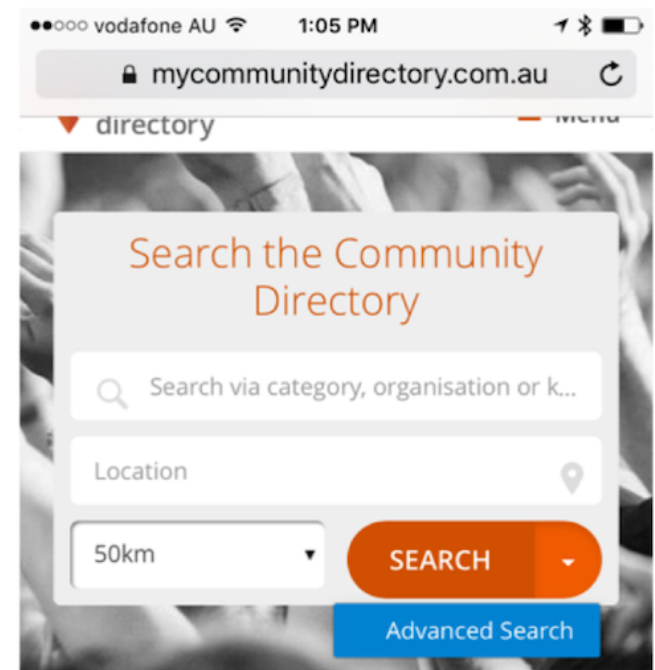 vodafone AU 1:05 PM
mycommunitydirectory.com.au
directory Menu
Search the Community
Directory
Search via category, organisation or k...
Location
50km SEARCH
Advanced Search